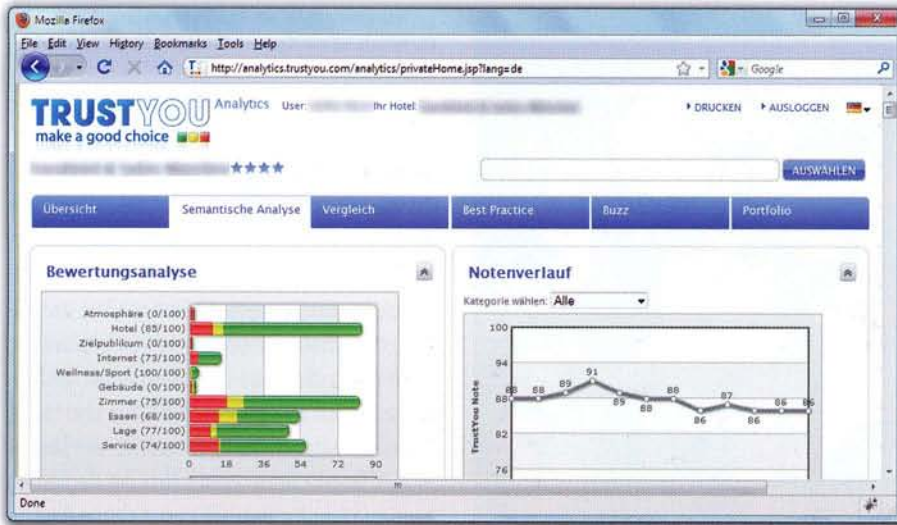 Mozilla Firefox
File Edit View History Bookmarks Tools Help
http://analytics.trustyou.com/analytics/privateHome.jsp?lang=de
Google
TRUSTYOU Analytics User: Ihr Hotel: DRUCKEN AUSLOGGEN
make a good choice
AUSWÄHLEN
Übersicht Semantische Analyse Vergleich Best Practice Buzz Portfolio
Bewertungsanalyse
Atmosphäre (0/100)
Hotel (85/100)
Zielpublikum (0/100)
Internet (73/100)
Wellness/Sport (100/100)
Gebäude (0/100)
Zimmer (75/100)
Essen (68/100)
Lage (77/100)
Service (74/100)
0 18 36 54 72 90
Notenverlauf
Kategorie wählen: Alle
TrustYou Note
100
94
88
82
76
88 88 89 91 89 88 88 86 87 86 86 86
Done